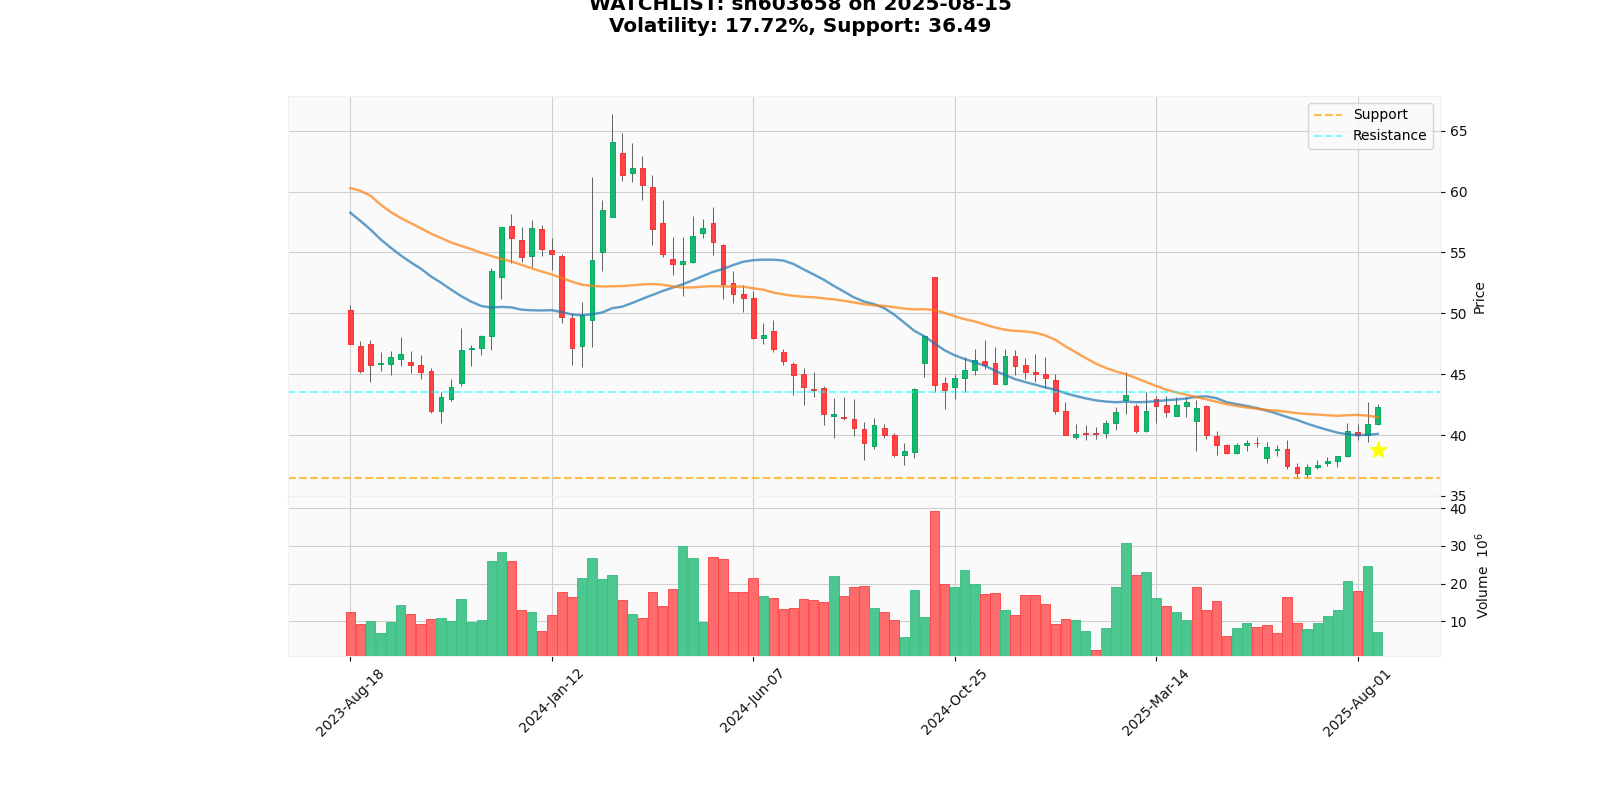 WATCHLIST: sh603658 on 2025-08-15
Volatility: 17.72%, Support: 36.49
Support
Resistance
65
60
55
50
45
40
35
Price
40
30
20
10
Volume 10^6
2023-Aug-18
2024-Jan-12
2024-Jun-07
2024-Oct-25
2025-Mar-14
2025-Aug-01